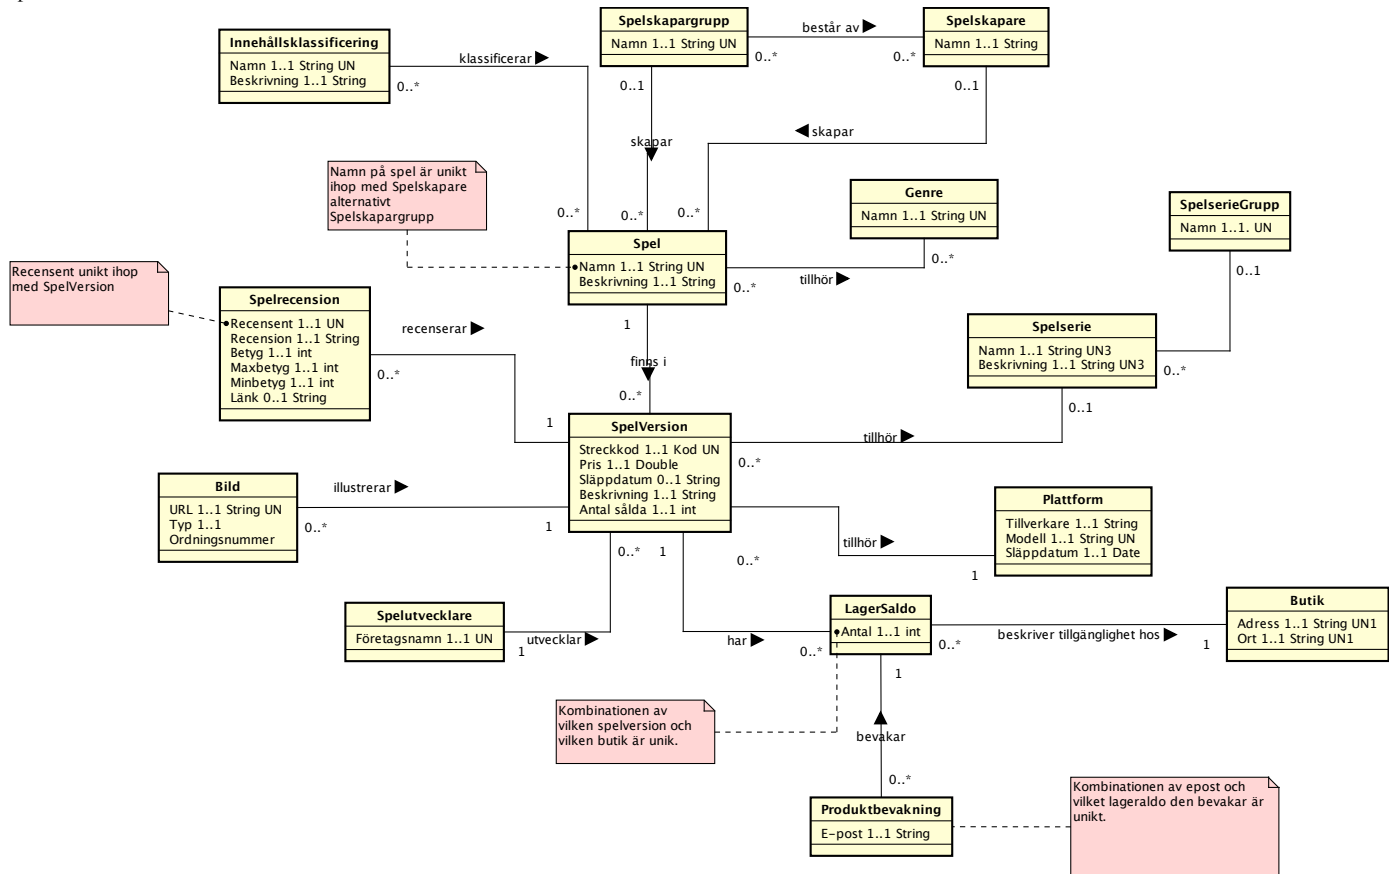 Spelskapargrupp
Namn 1..1 String UN
består av
0..*
0..*
Spelskapare
Namn 1..1 String
Innehållsklassificering
Namn 1..1 String UN
Beskrivning 1..1 String
klassificerar
0..*
0..1
0..1
skapar
skapar
Namn på spel är unikt
ihop med Spelskapare
alternativt
Spelskapargrupp
0..*
0..*
0..*
Genre
Namn 1..1 String UN
0..*
SpelserieGrupp
Namn 1..1. UN
0..1
Spel
Namn 1..1 String UN
Beskrivning 1..1 String
0..*
tillhör
1
finns i
0..*
Recensent unikt ihop
med SpelVersion
Spelrecension
Recensent 1..1 UN
Recension 1..1 String
Betyg 1..1 int
Maxbetyg 1..1 int
Minbetyg 1..1 int
Länk 0..1 String
recenserar
0..*
1
Spelserie
Namn 1..1 String UN3
Beskrivning 1..1 String UN3
0..*
0..1
SpelVersion
Streckkod 1..1 Kod UN
Pris 1..1 Double
Släppdatum 0..1 String
Beskrivning 1..1 String
Antal sålda 1..1 int
tillhör
0..*
Bild
URL 1..1 String UN
Typ 1..1
Ordningsnummer
illustrerar
0..*
1
Plattform
Tillverkare 1..1 String
Modell 1..1 String UN
Släppdatum 1..1 Date
tillhör
0..*
1
0..*
1
Spelutvecklare
Företagsnamn 1..1 UN
utvecklar
1
har
0..*
LagerSaldo
Antal 1..1 int
0..*
beskriver tillgänglighet hos
1
Butik
Adress 1..1 String UN1
Ort 1..1 String UN1
1
Kombinationen av
vilken spelversion och
vilken butik är unik.
bevakar
0..*
Produktbevakning
E-post 1..1 String
Kombinationen av epost och
vilket lageraldo den bevakar är
unikt.